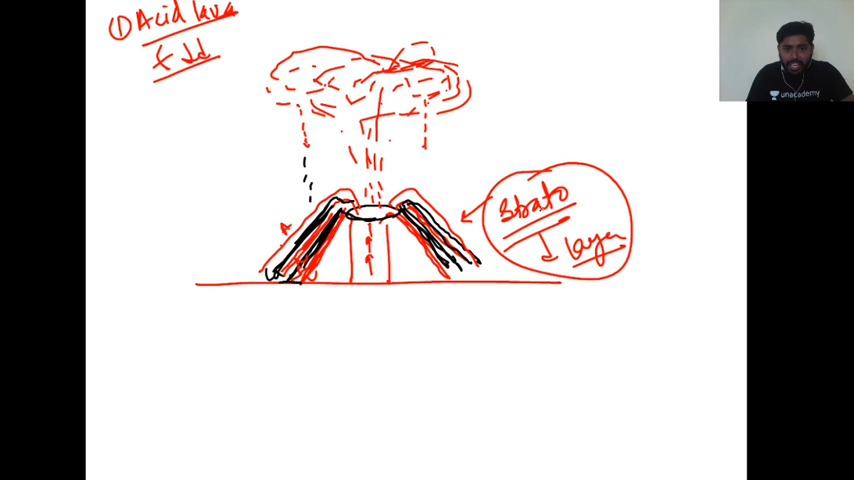 ① Acid lava
Strato
↓ layer
A
L
L
unacademy